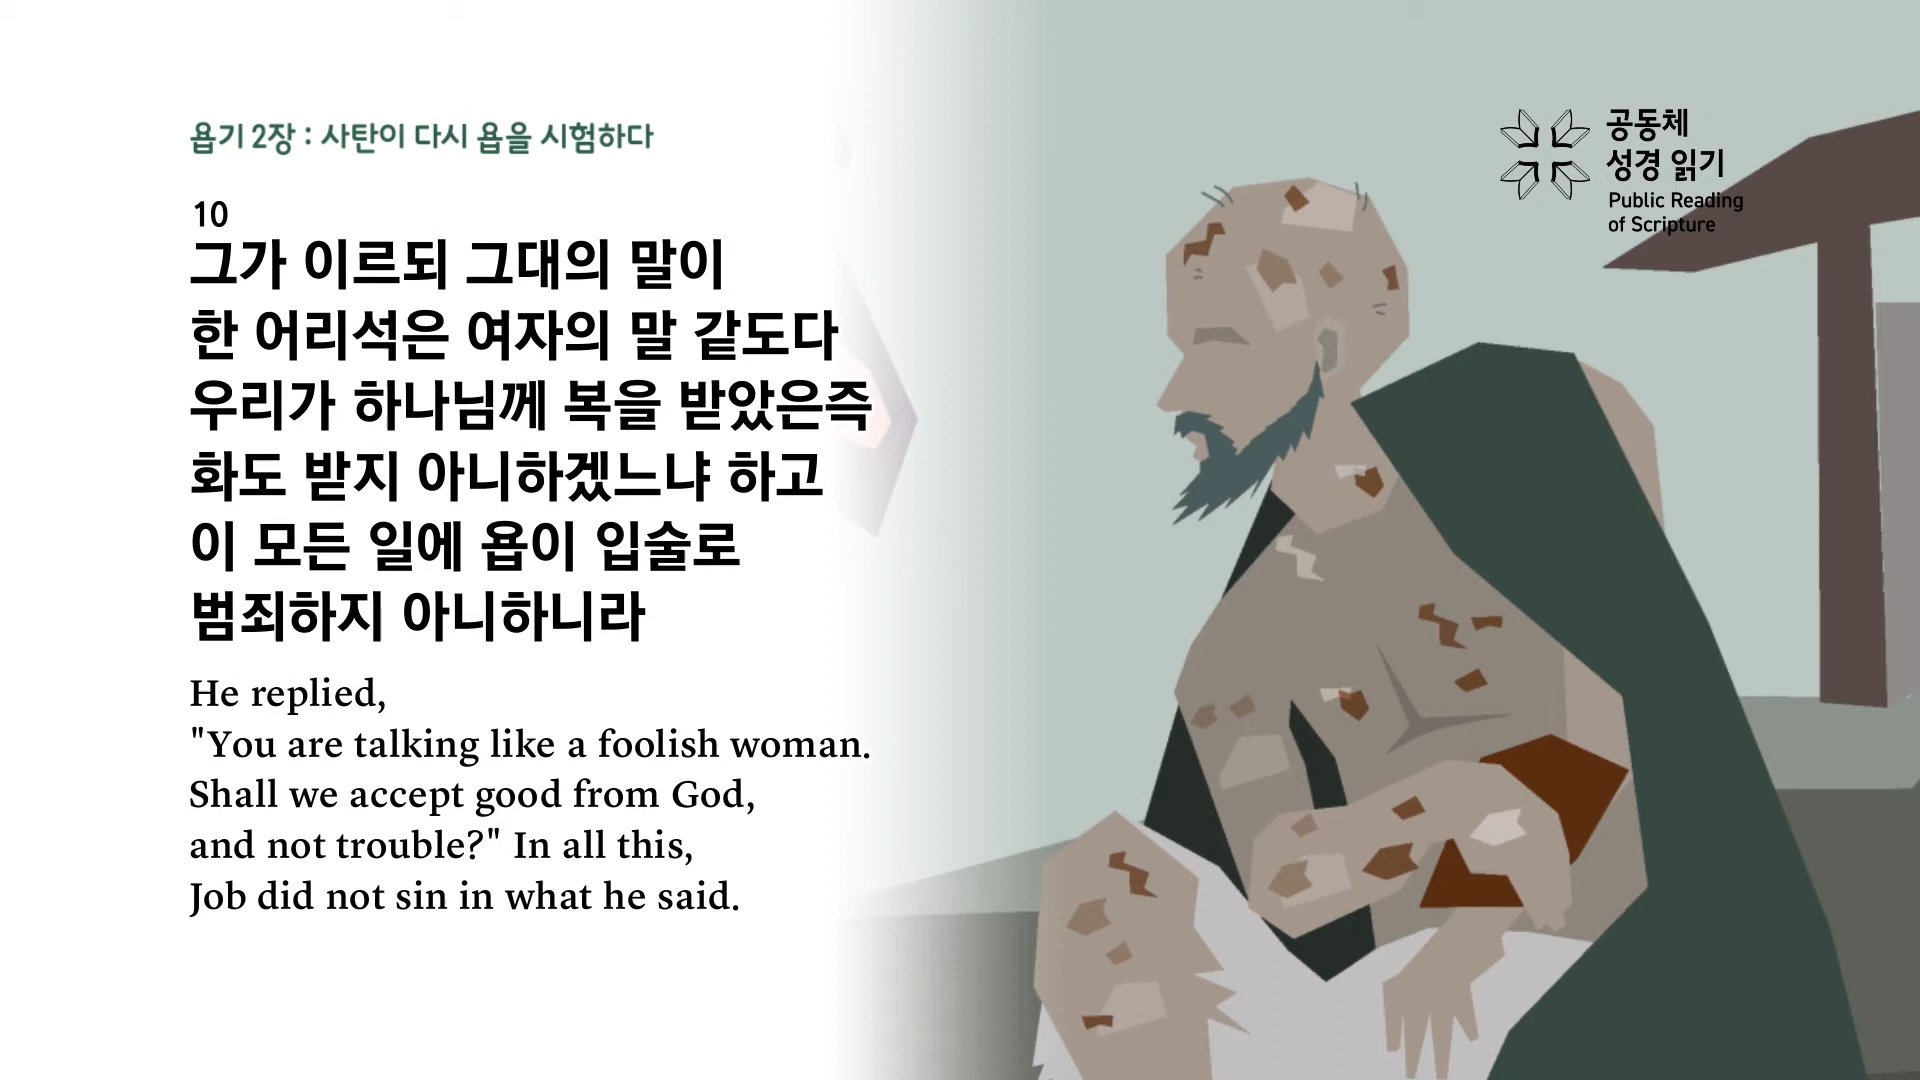 욥기 2장 : 사탄이 다시 욥을 시험하다
10
그가 이르되 그대의 말이
한 어리석은 여자의 말 같도다
우리가 하나님께 복을 받았은즉
화도 받지 아니하겠느냐 하고
이 모든 일에 욥이 입술로
범죄하지 아니하니라
He replied,
"You are talking like a foolish woman.
Shall we accept good from God,
and not trouble?" In all this,
Job did not sin in what he said.
공동체
성경 읽기
Public Reading
of Scripture